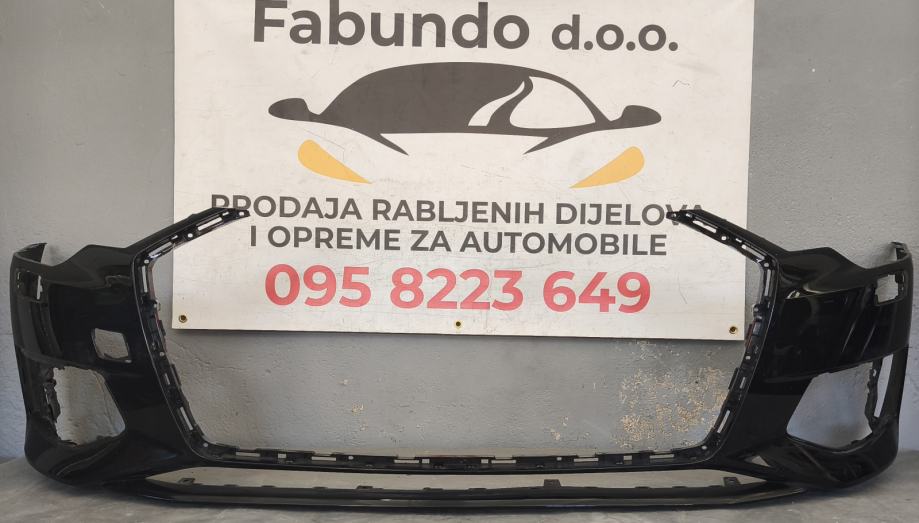 Fabundo d.o.o.
PRODAJA RABLJENIH DIJELOVA
I OPREME ZA AUTOMOBILE
095 8223 649